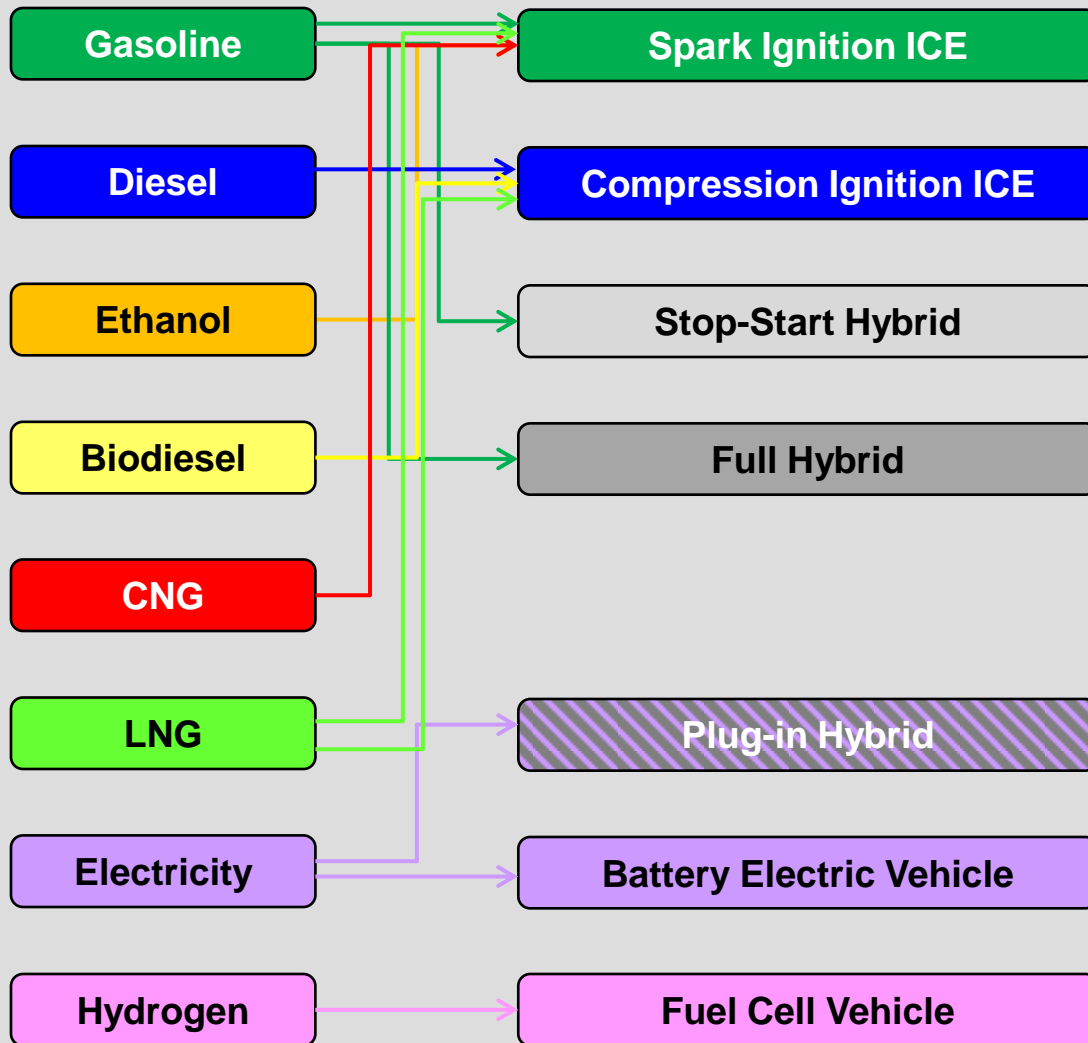 Gasoline
Spark Ignition ICE
Diesel
Compression Ignition ICE
Ethanol
Stop-Start Hybrid
Biodiesel
Full Hybrid
CNG
LNG
Plug-in Hybrid
Electricity
Battery Electric Vehicle
Hydrogen
Fuel Cell Vehicle